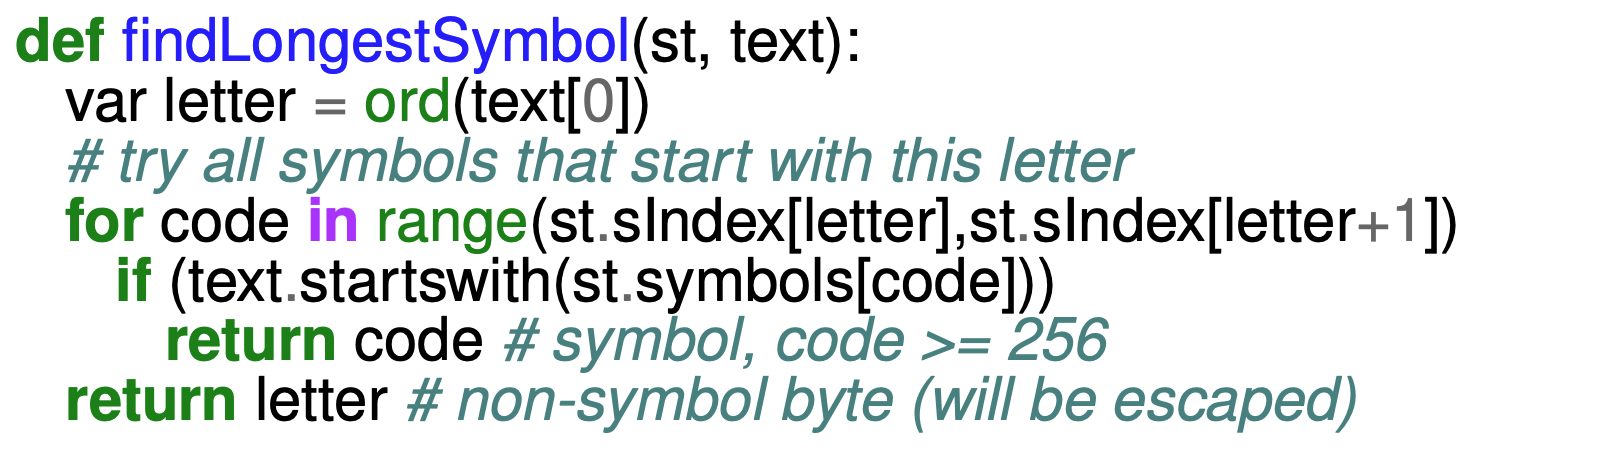 def findLongestSymbol(st, text):
var letter = ord(text[0])
# try all symbols that start with this letter
for code in range(st.sIndex[letter],st.sIndex[letter+1])
if (text.startswith(st.symbols[code]))
return code # symbol, code >= 256
return letter # non-symbol byte (will be escaped)